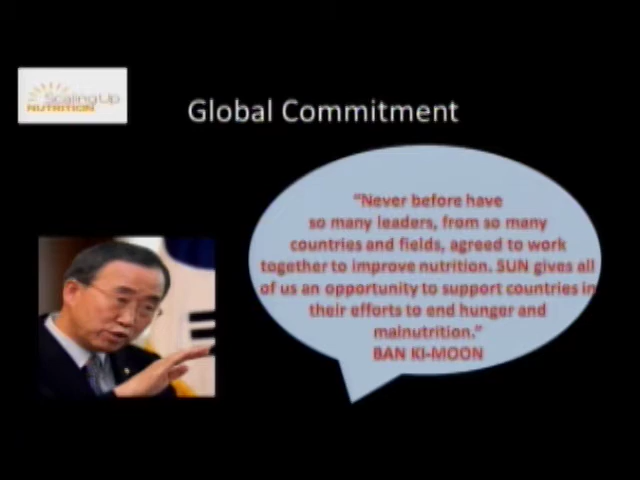 Scaling Up
NUTRITION
Global Commitment
“Never before have
so many leaders, from so many
countries and fields, agreed to work
together to improve nutrition. SUN gives all
of us an opportunity to support countries in
their efforts to end hunger and
malnutrition.”
BAN KI-MOON